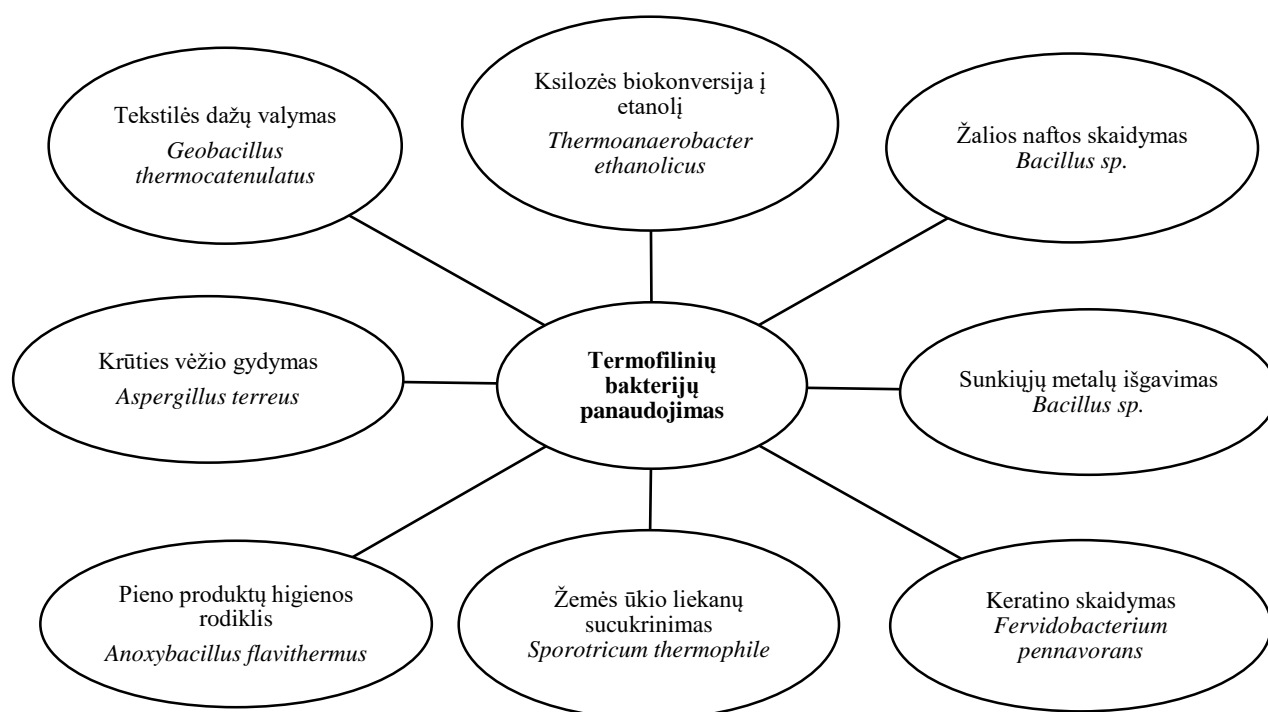 Tekstilės dažų valymas
Geobacillus
thermocatenulatus
Ksilozės biokonversija į
etanolį
Thermoanaerobacter
ethanolicus
Žalios naftos skaidymas
Bacillus sp.
Krūties vėžio gydymas
Aspergillus terreus
Termofilinių
bakterijų
panaudojimas
Sunkiųjų metalų išgavimas
Bacillus sp.
Pieno produktų higienos
rodiklis
Anoxybacillus flavithermus
Žemės ūkio liekanų
sucukrinimas
Sporotricum thermophile
Keratino skaidymas
Fervidobacterium
pennavorans